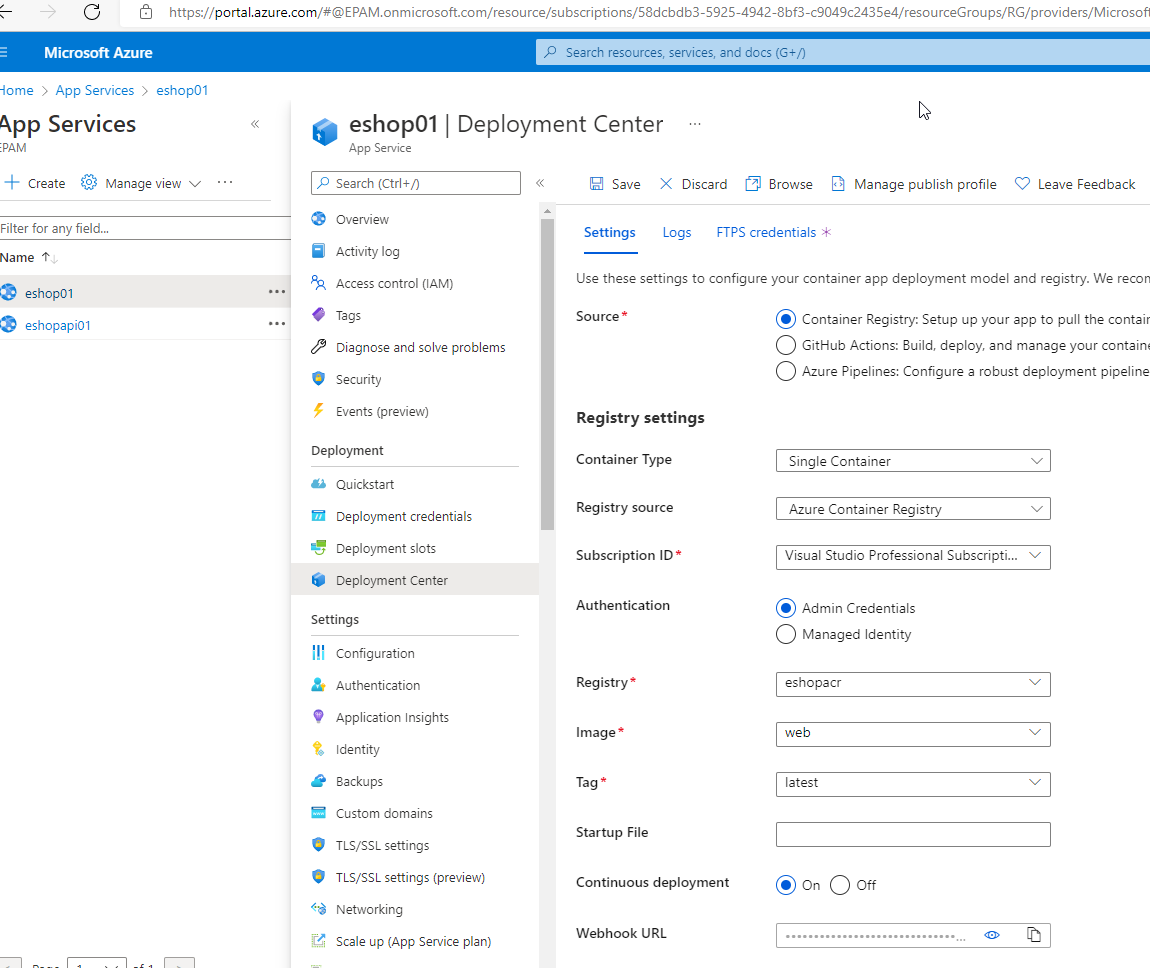 https://portal.azure.com/#@EPAM.onmicrosoft.com/resource/subscriptions/58dcbdb3-5925-4942-8bf3-c9049c2435e4/resourceGroups/RG/providers/Microsoft
Microsoft Azure
Search resources, services, and docs (G+/)
Home > App Services > eshop01
App Services
EPAM
Create
Manage view
Filter for any field...
Name
eshop01
eshopapi01
Page 1 of 1
eshop01 | Deployment Center
App Service
Search (Ctrl+/)
Overview
Activity log
Access control (IAM)
Tags
Diagnose and solve problems
Security
Events (preview)
Deployment
Quickstart
Deployment credentials
Deployment slots
Deployment Center
Settings
Configuration
Authentication
Application Insights
Identity
Backups
Custom domains
TLS/SSL settings
TLS/SSL settings (preview)
Networking
Scale up (App Service plan)
Save
Discard
Browse
Manage publish profile
Leave Feedback
Settings
Logs
FTPS credentials *
Use these settings to configure your container app deployment model and registry. We recon
Source*
Container Registry: Setup up your app to pull the contain
GitHub Actions: Build, deploy, and manage your containe
Azure Pipelines: Configure a robust deployment pipeline
Registry settings
Container Type
Single Container
Registry source
Azure Container Registry
Subscription ID*
Visual Studio Professional Subscripti...
Authentication
Admin Credentials
Managed Identity
Registry*
eshopacr
Image*
web
Tag*
latest
Startup File
Continuous deployment
On
Off
Webhook URL